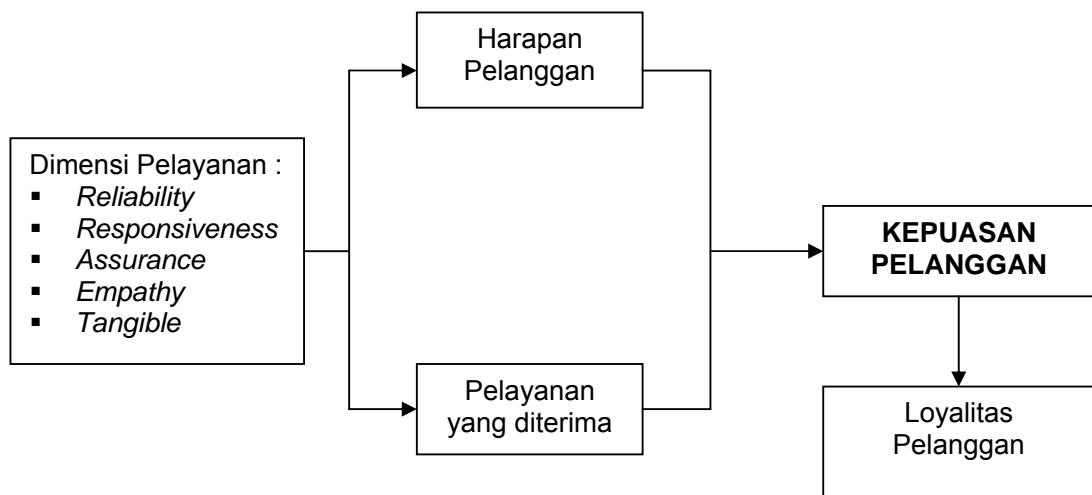 Harapan
Pelanggan
Dimensi Pelayanan :
▪ Reliability
▪ Responsiveness
▪ Assurance
▪ Empathy
▪ Tangible
KEPUASAN
PELANGGAN
Pelayanan
yang diterima
Loyalitas
Pelanggan